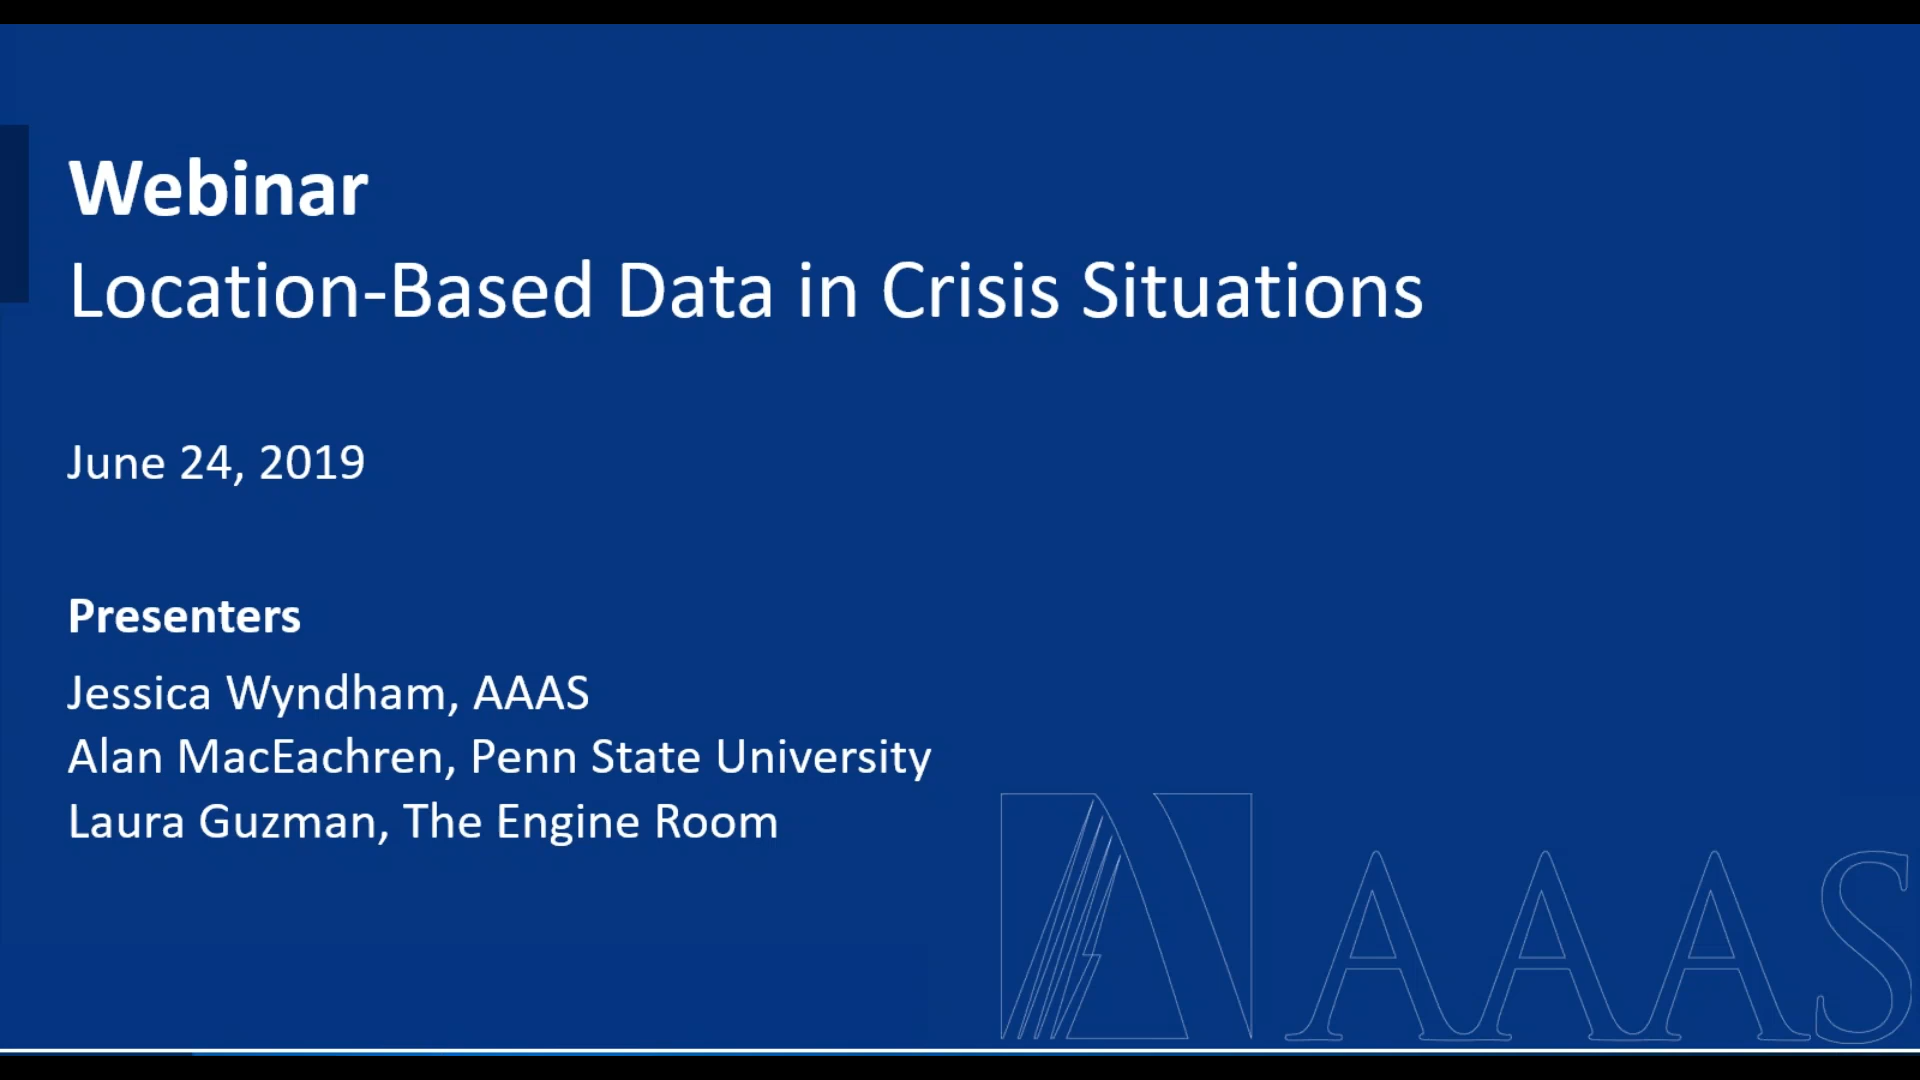 Webinar
Location-Based Data in Crisis Situations
June 24, 2019
Presenters
Jessica Wyndham, AAAS
Alan MacEachren, Penn State University
Laura Guzman, The Engine Room
AAAS